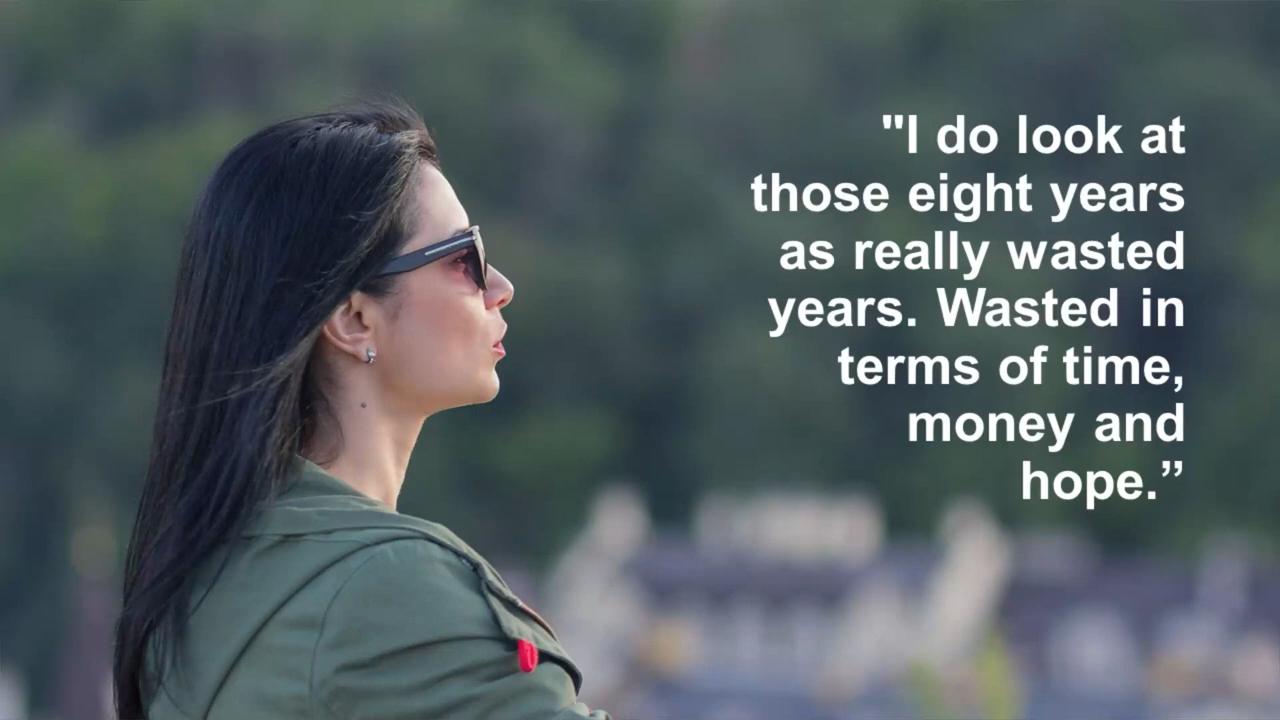 "I do look at
those eight years
as really wasted
years. Wasted in
terms of time,
money and
hope.”